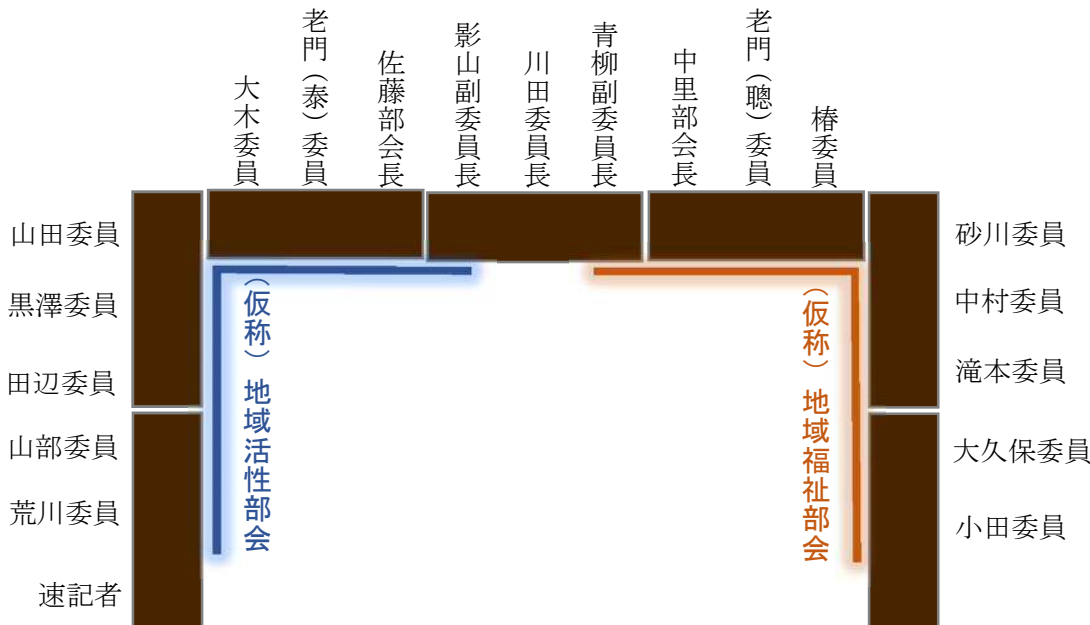 大木委員
老門（泰）委員
佐藤部会長
影山副委員長
川田委員長
青柳副委員長
中里部会長
老門（聰）委員
椿委員
山田委員
黒澤委員
田辺委員
山部委員
荒川委員
速記者
（仮称）地域活性部会
（仮称）地域福祉部会
砂川委員
中村委員
滝本委員
大久保委員
小田委員